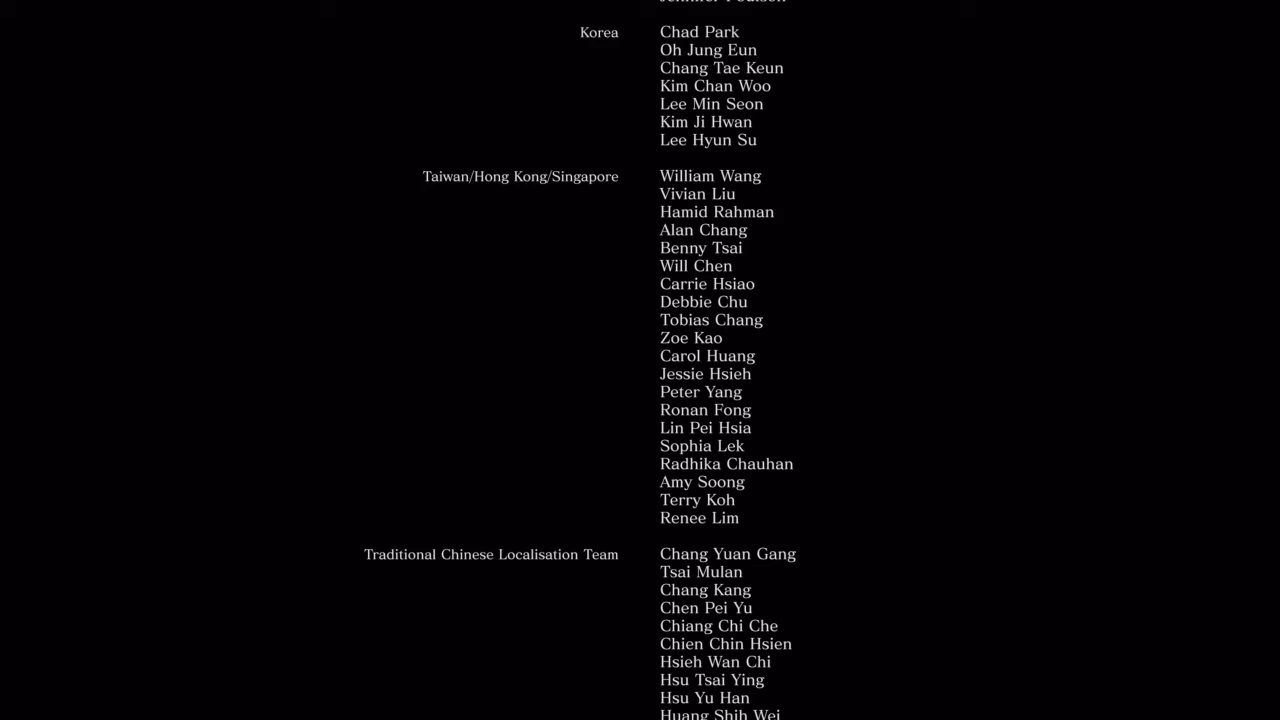 Korea Chad Park
Oh Jung Eun
Chang Tae Keun
Kim Chan Woo
Lee Min Seon
Kim Ji Hwan
Lee Hyun Su
Taiwan/Hong Kong/Singapore William Wang
Vivian Liu
Hamid Rahman
Alan Chang
Benny Tsai
Will Chen
Carrie Hsiao
Debbie Chu
Tobias Chang
Zoe Kao
Carol Huang
Jessie Hsieh
Peter Yang
Ronan Fong
Lin Pei Hsia
Sophia Lek
Radhika Chauhan
Amy Soong
Terry Koh
Renee Lim
Traditional Chinese Localisation Team Chang Yuan Gang
Tsai Mulan
Chang Kang
Chen Pei Yu
Chiang Chi Che
Chien Chin Hsien
Hsieh Wan Chi
Hsu Tsai Ying
Hsu Yu Han
Huang Shih Wei